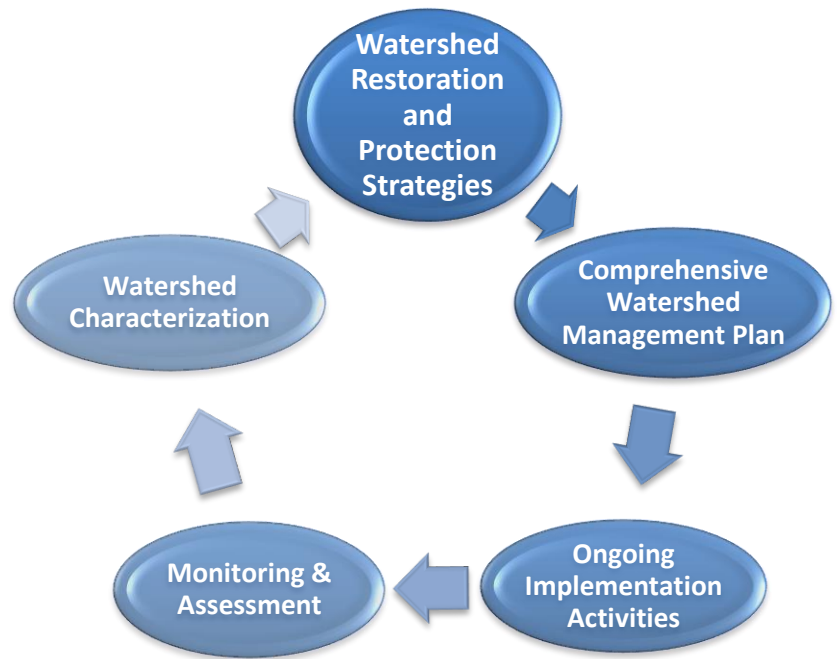 Watershed
Restoration
and
Protection
Strategies
Comprehensive
Watershed
Management Plan
Ongoing
Implementation
Activities
Monitoring &
Assessment
Watershed
Characterization